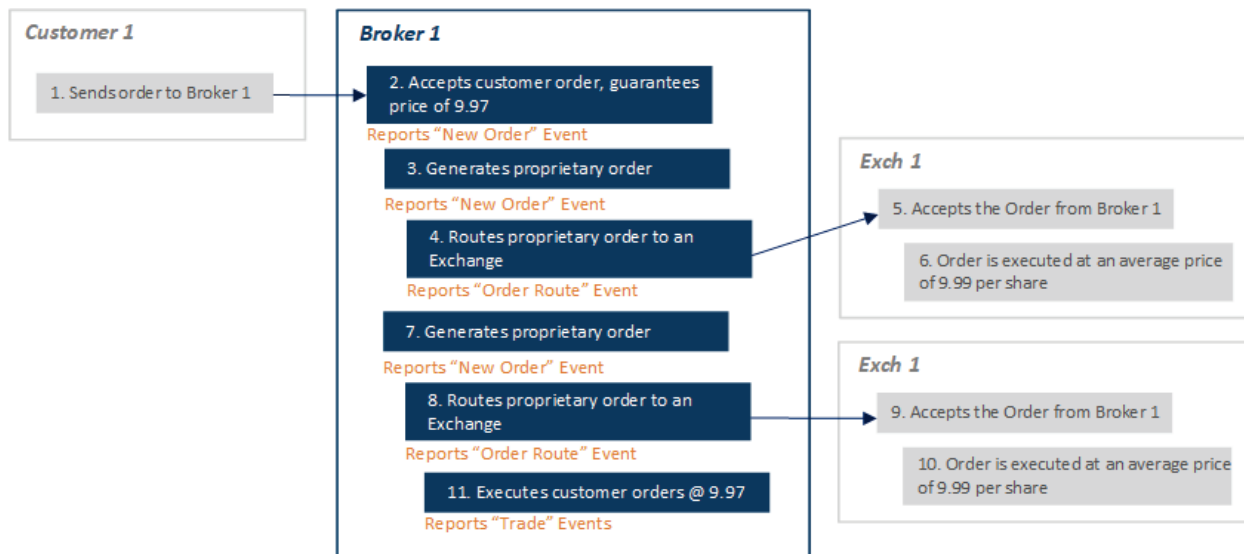 Customer 1
1. Sends order to Broker 1
Broker 1
2. Accepts customer order, guarantees
price of 9.97
Reports “New Order” Event
3. Generates proprietary order
Reports “New Order” Event
4. Routes proprietary order to an
Exchange
Reports “Order Route” Event
Exch 1
5. Accepts the Order from Broker 1
6. Order is executed at an average price
of 9.99 per share
7. Generates proprietary order
Reports “New Order” Event
8. Routes proprietary order to an
Exchange
Reports “Order Route” Event
Exch 1
9. Accepts the Order from Broker 1
10. Order is executed at an average price
of 9.99 per share
11. Executes customer orders @ 9.97
Reports “Trade” Events